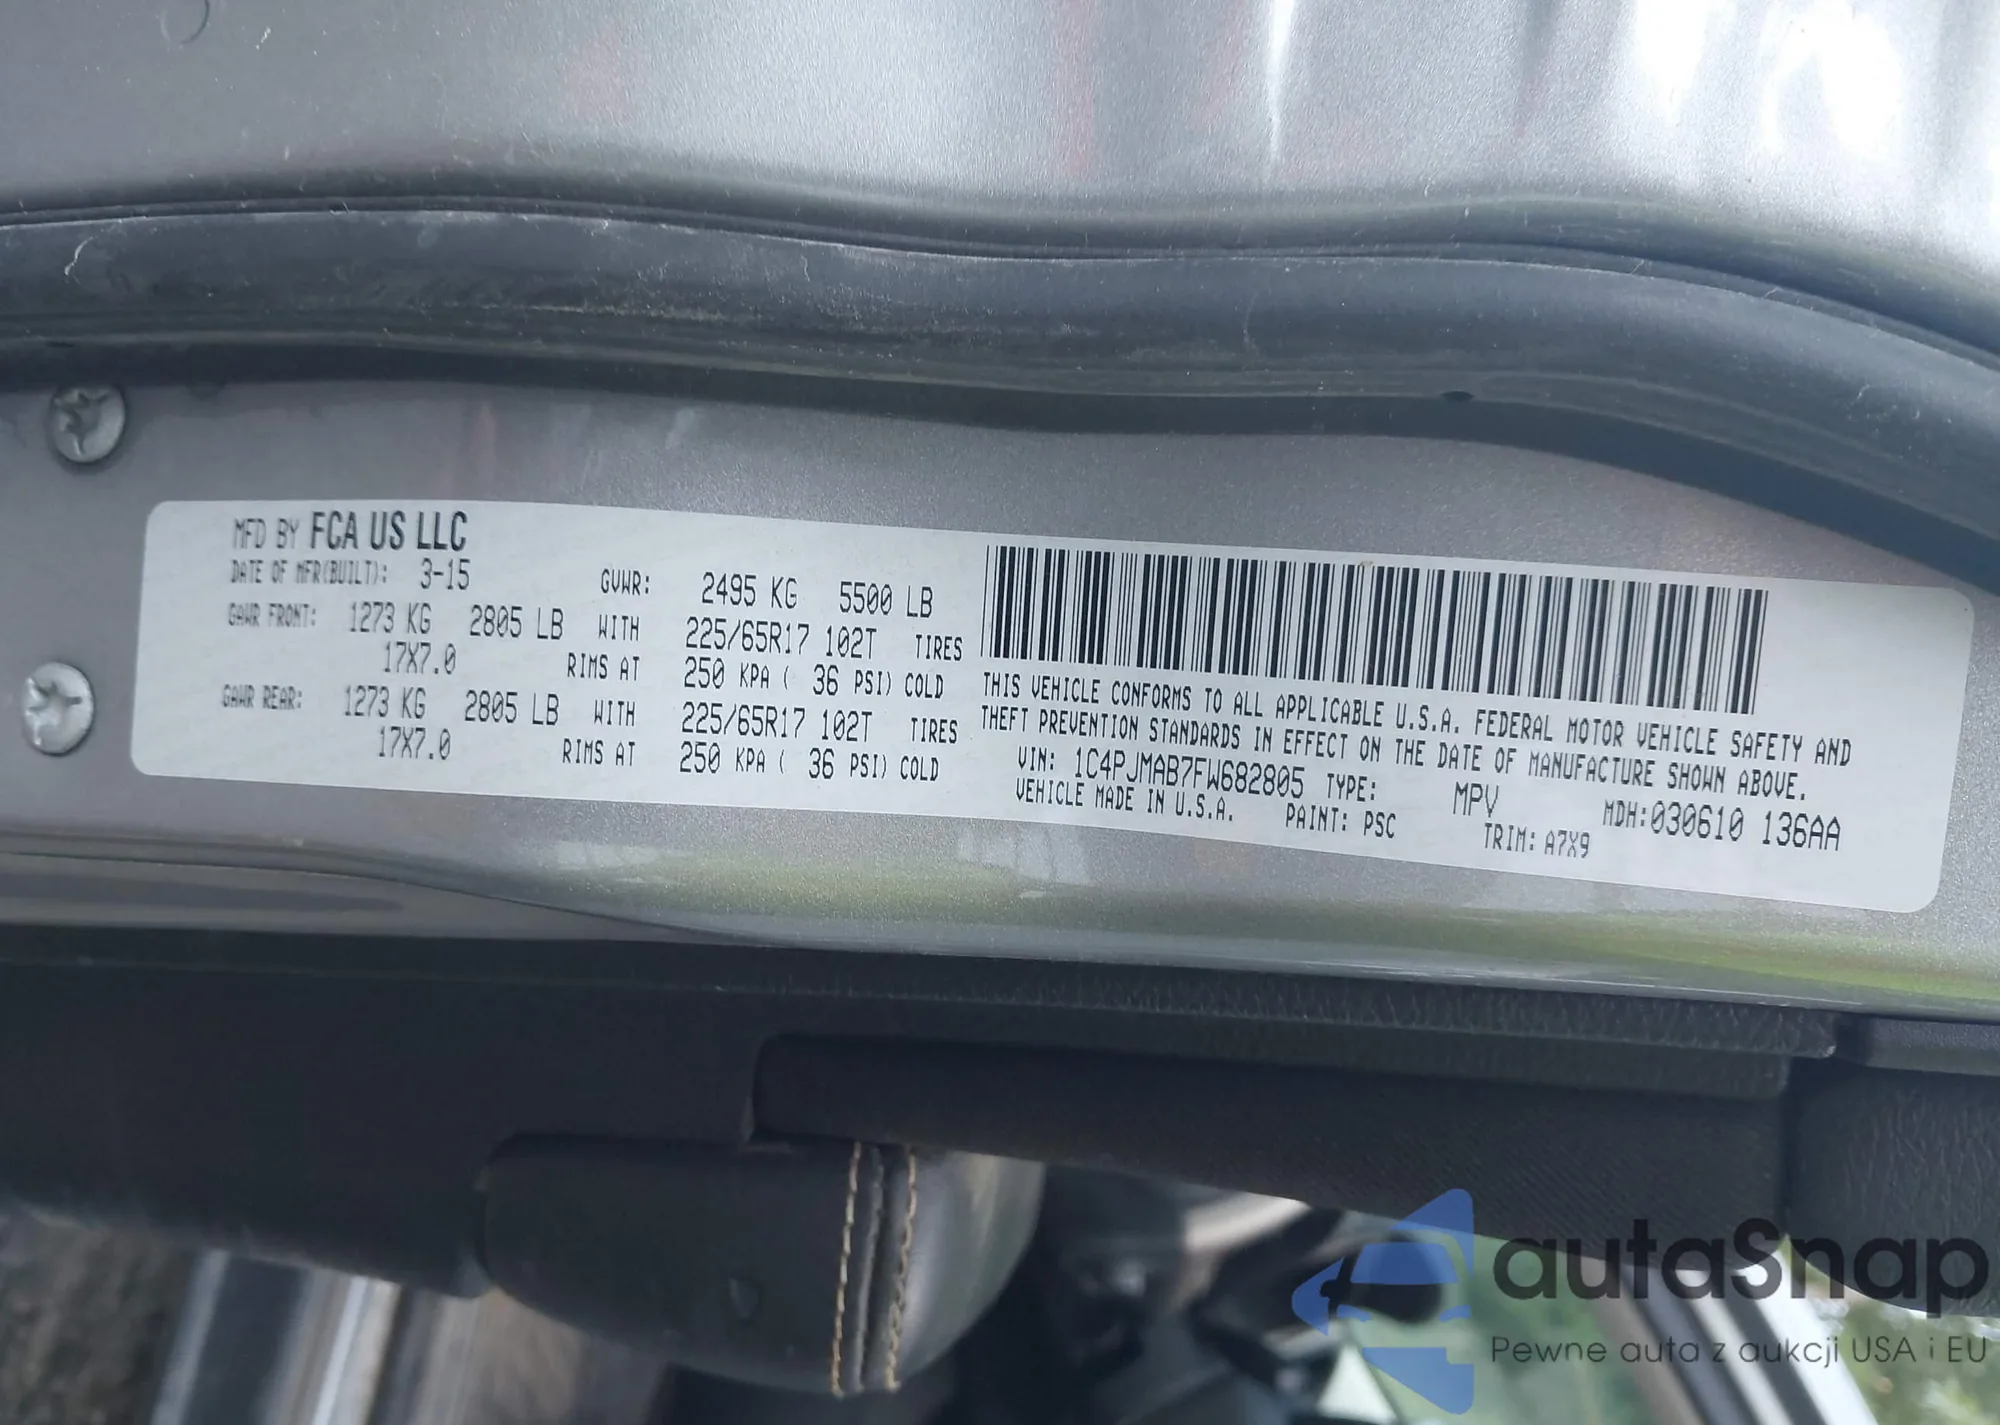 MFD BY FCA US LLC
DATE OF MFR(BUILT): 3-15 GVWR: 2495 KG 5500 LB
GAWR FRONT: 1273 KG 2805 LB WITH 225/65R17 102T TIRES
17X7.0 RIMS AT 250 KPA ( 36 PSI) COLD
GAWR REAR: 1273 KG 2805 LB WITH 225/65R17 102T TIRES
17X7.0 RIMS AT 250 KPA ( 36 PSI) COLD
THIS VEHICLE CONFORMS TO ALL APPLICABLE U.S.A. FEDERAL MOTOR VEHICLE SAFETY AND
THEFT PREVENTION STANDARDS IN EFFECT ON THE DATE OF MANUFACTURE SHOWN ABOVE.
VIN: 1C4PJMAB7FW682805 TYPE: MPV MDH:030610 136AA
VEHICLE MADE IN U.S.A. PAINT: PSC TRIM: A7X9
autaSnap
Pewne auta z aukcji USA i EU